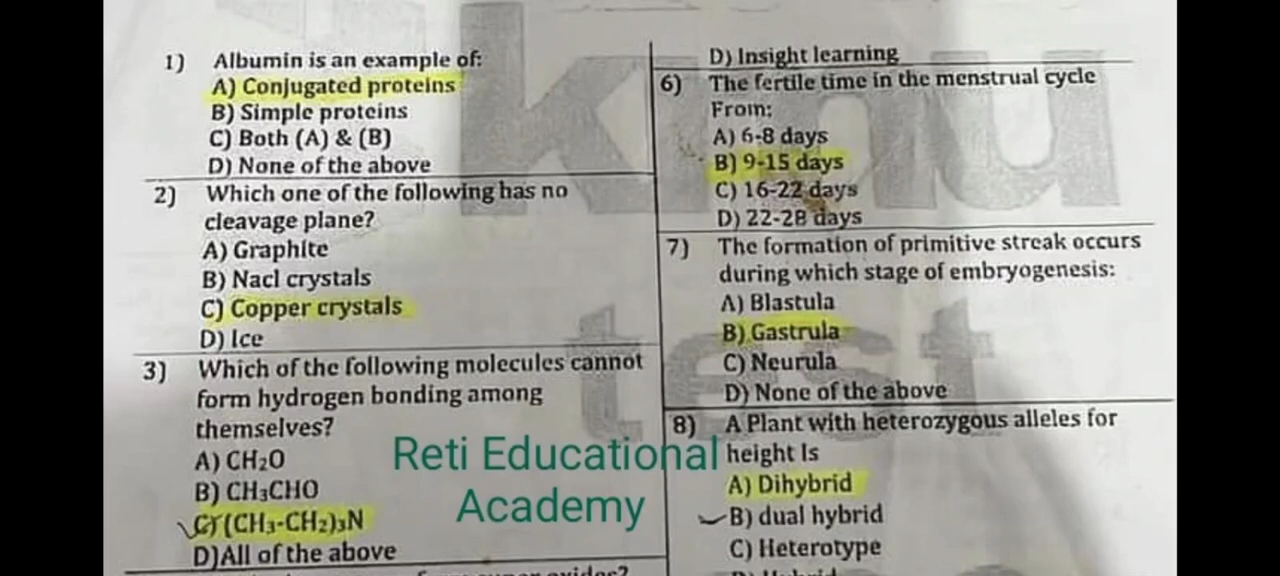 1) Albumin is an example of:
A) Conjugated proteins
B) Simple proteins
C) Both (A) & (B)
D) None of the above
2) Which one of the following has no
cleavage plane?
A) Graphite
B) Nacl crystals
C) Copper crystals
D) Ice
3) Which of the following molecules cannot
form hydrogen bonding among
themselves?
A) CH₂O
B) CH₃CHO
C) (CH₃-CH₂)₃N
D)All of the above
D) Insight learning
6) The fertile time in the menstrual cycle
From:
A) 6-8 days
B) 9-15 days
C) 16-22 days
D) 22-28 days
7) The formation of primitive streak occurs
during which stage of embryogenesis:
A) Blastula
B) Gastrula
C) Neurula
D) None of the above
8) A Plant with heterozygous alleles for
height Is
A) Dihybrid
B) dual hybrid
C) Heterotype
Reti Educational
Academy
kmu
test